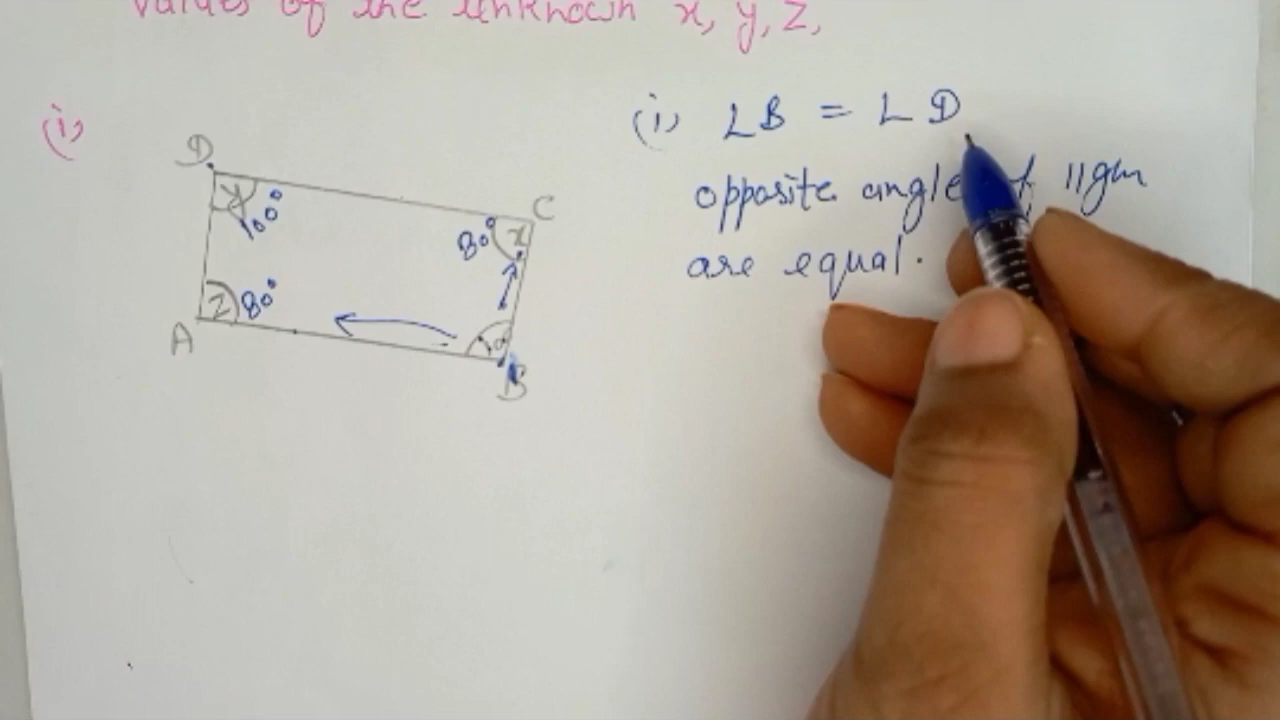 values of the unknown x, y, z,
(i)
(i) ∠B = ∠D
opposite angle of ||gm
are equal.
D
y
100°
C
80°
x
z
80°
A
B